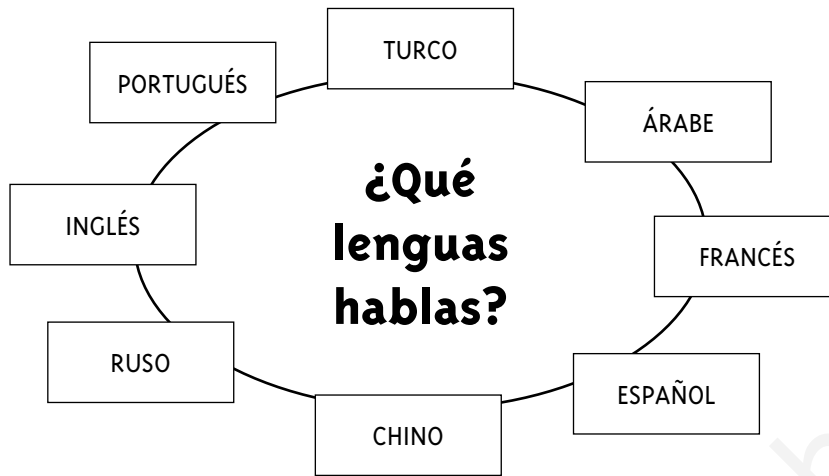 TURCO
PORTUGUÉS
ÁRABE
¿Qué
lenguas
hablas?
INGLÉS
FRANCÉS
RUSO
ESPAÑOL
CHINO